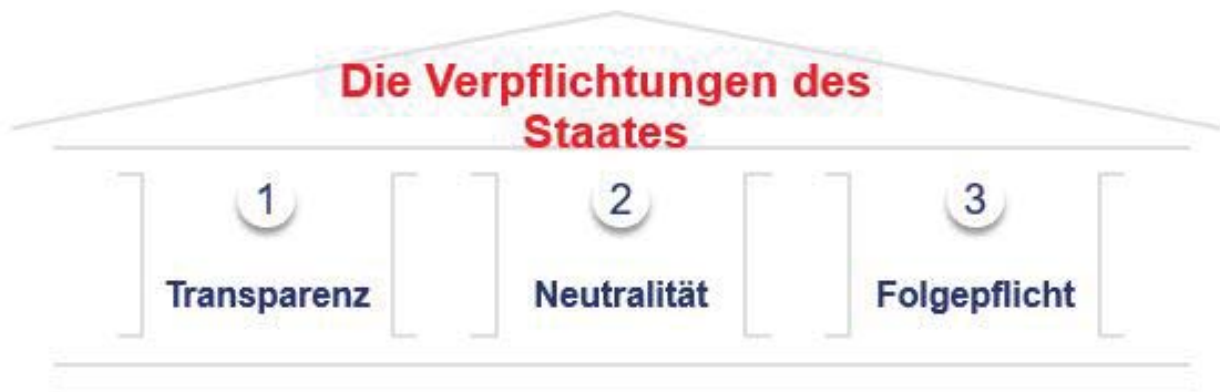 Die Verpflichtungen des
Staates
1
2
3
Transparenz
Neutralität
Folgepflicht